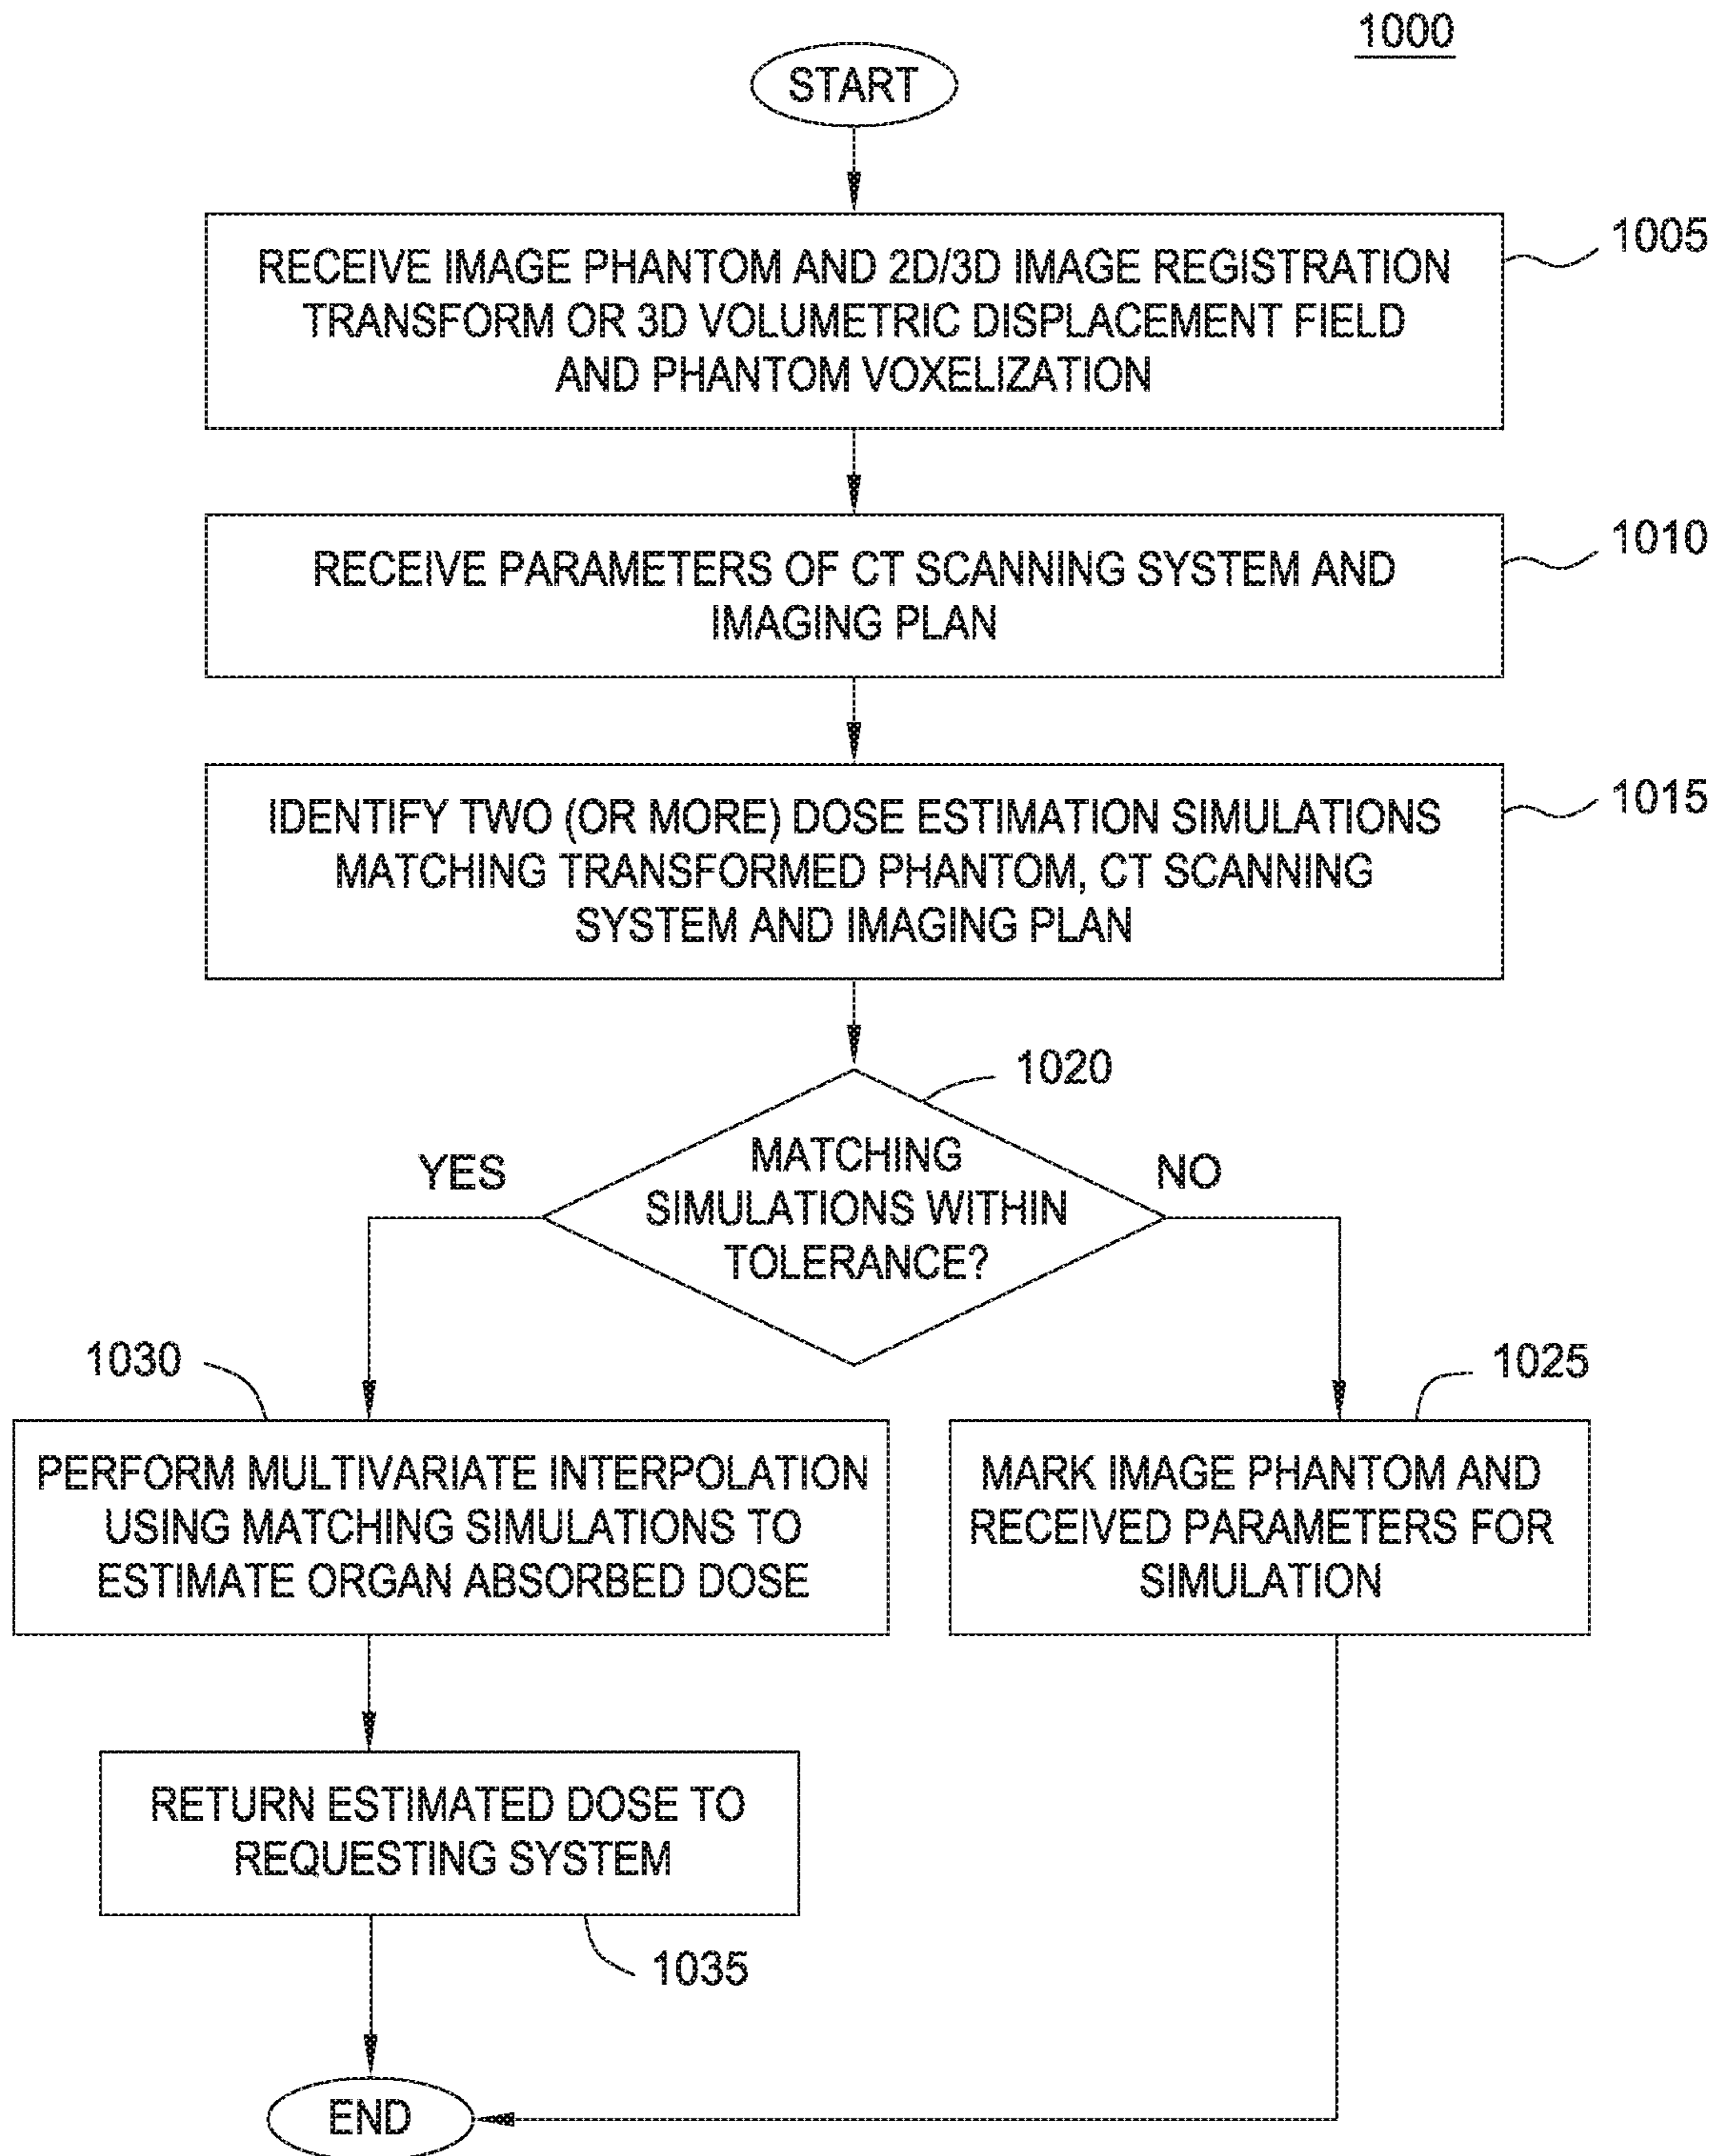 1000
START
RECEIVE IMAGE PHANTOM AND 2D/3D IMAGE REGISTRATION
TRANSFORM OR 3D VOLUMETRIC DISPLACEMENT FIELD
AND PHANTOM VOXELIZATION
1005
RECEIVE PARAMETERS OF CT SCANNING SYSTEM AND
IMAGING PLAN
1010
IDENTIFY TWO (OR MORE) DOSE ESTIMATION SIMULATIONS
MATCHING TRANSFORMED PHANTOM, CT SCANNING
SYSTEM AND IMAGING PLAN
1015
1020
MATCHING
SIMULATIONS WITHIN
TOLERANCE?
YES
NO
1030
PERFORM MULTIVARIATE INTERPOLATION
USING MATCHING SIMULATIONS TO
ESTIMATE ORGAN ABSORBED DOSE
1025
MARK IMAGE PHANTOM AND
RECEIVED PARAMETERS FOR
SIMULATION
RETURN ESTIMATED DOSE TO
REQUESTING SYSTEM
1035
END